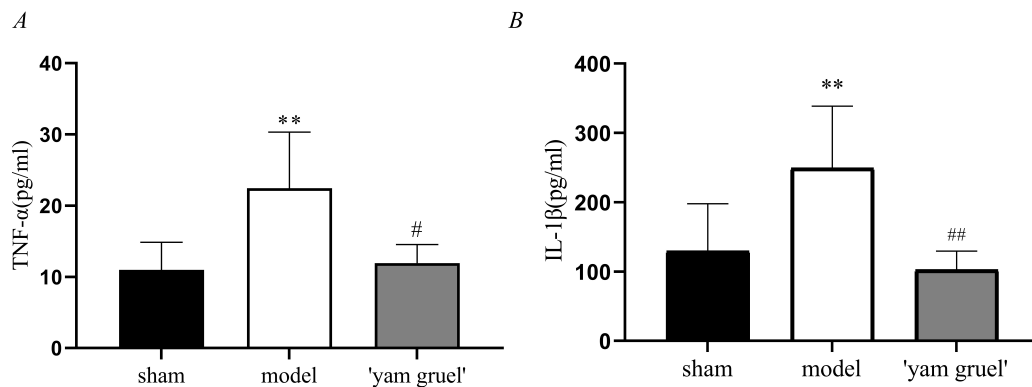 A
TNF-α(pg/ml)
40
30
20
10
0
**
#
sham
model
'yam gruel'
B
IL-1β(pg/ml)
400
300
200
100
0
**
##
sham
model
'yam gruel'